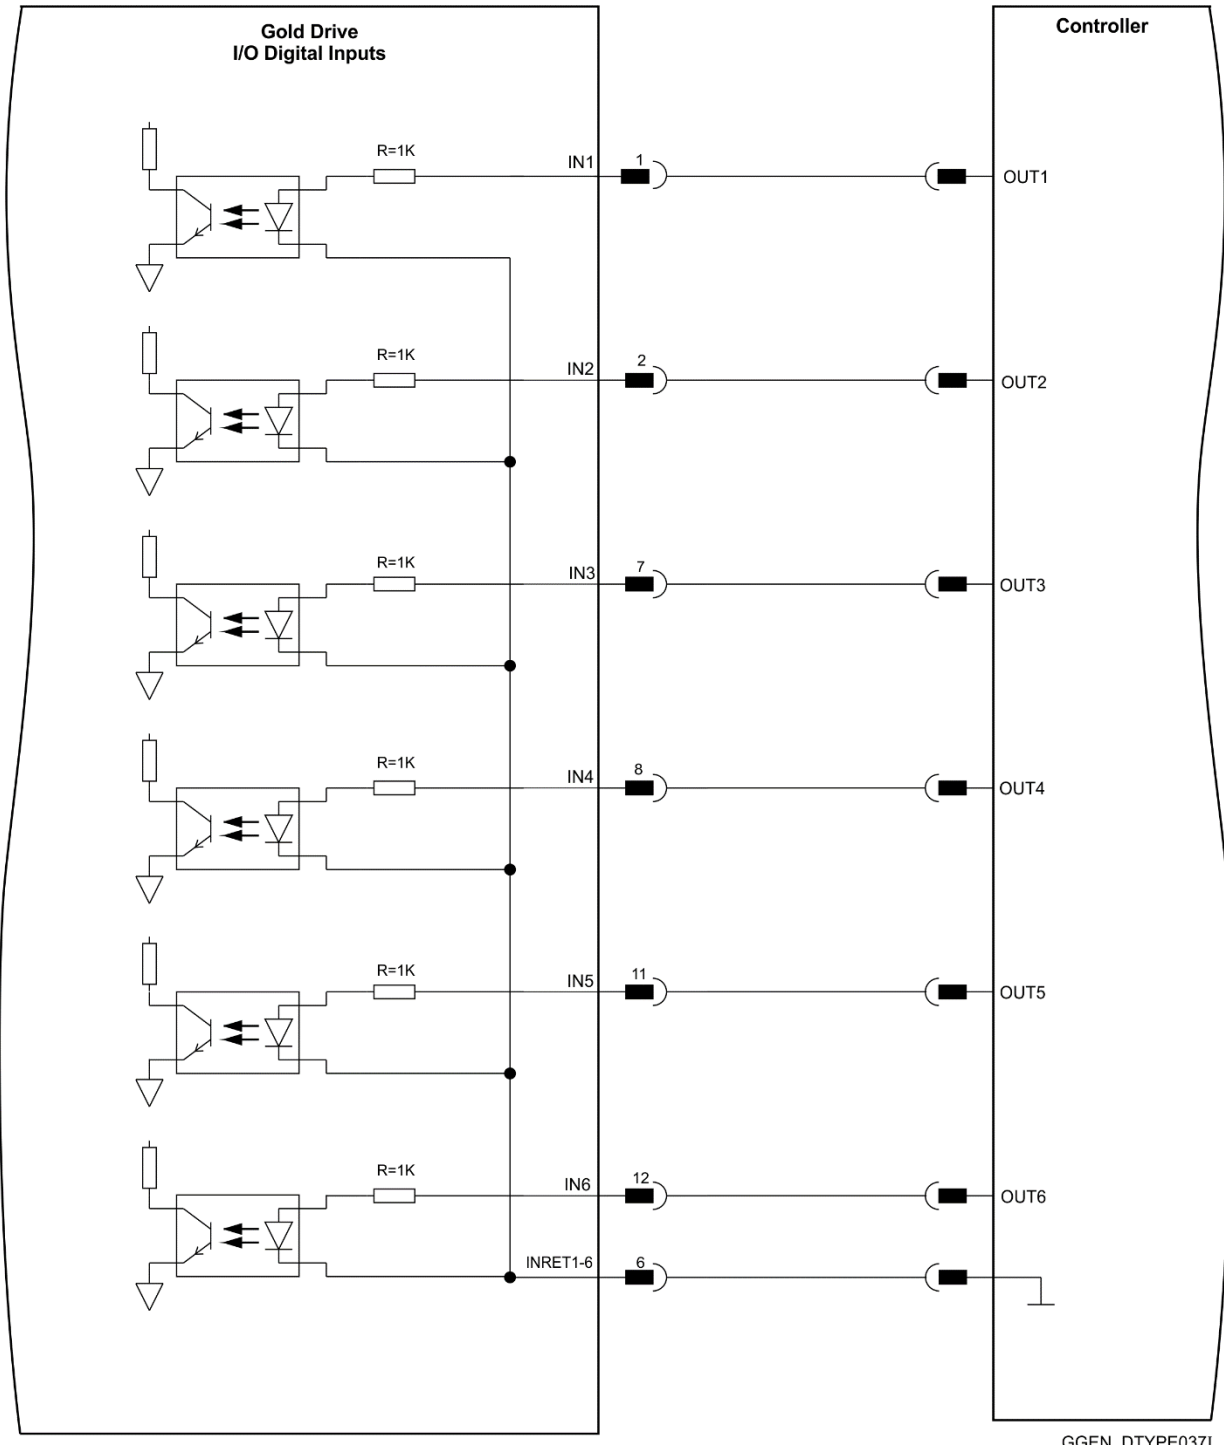 Gold Drive
I/O Digital Inputs
Controller
R=1K
IN1
1
OUT1
R=1K
IN2
2
OUT2
R=1K
IN3
7
OUT3
R=1K
IN4
8
OUT4
R=1K
IN5
11
OUT5
R=1K
IN6
12
OUT6
INRET1-6
6